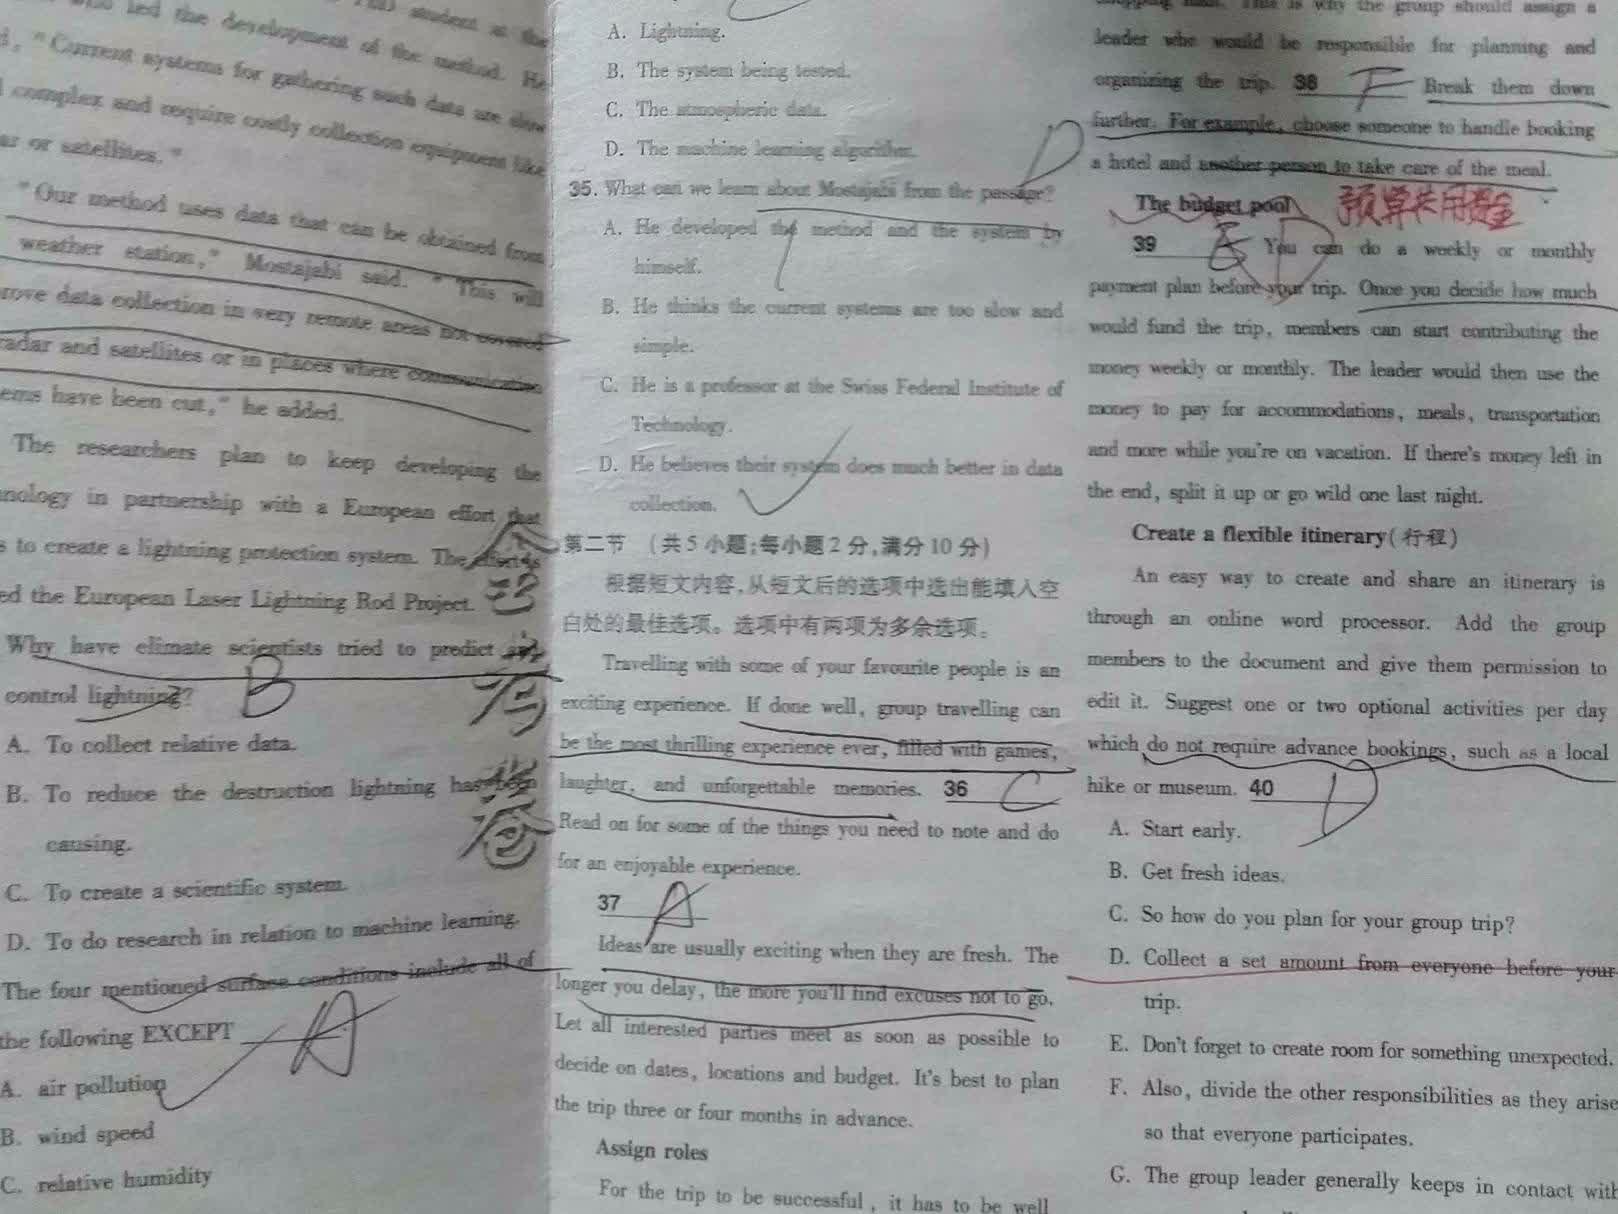 led the development of the method. He
"Current systems for gathering such data are slow
complex and require costly collection equipment like
or satellites."
"Our method uses data that can be obtained from
weather station," Mostajabi said. "This will
data collection in very remote areas not covered
radar and satellites or in places where communication
have been cut," he added.
The researchers plan to keep developing the
in partnership with a European effort that
to create a lightning protection system. The effort is
the European Laser Lightning Rod Project.
Why have climate scientists tried to predict and
control lightning?
B
A. To collect relative data.
B. To reduce the destruction lightning has been
causing.
C. To create a scientific system.
D. To do research in relation to machine learning.
The four mentioned surface conditions include all of
the following EXCEPT
A
A. air pollution
B. wind speed
C. relative humidity
A. Lightning.
B. The system being tested.
C. The atmospheric data.
D. The machine learning algorithm.
D
35. What can we learn about Mostajabi from the passage?
A. He developed the method and the system by
himself.
B. He thinks the current systems are too slow and
simple.
C. He is a professor at the Swiss Federal Institute of
Technology.
D. He believes their system does much better in data
collection.
第二节 (共5小题;每小题2分,满分10分)
根据短文内容,从短文后的选项中选出能填入空
白处的最佳选项。选项中有两项为多余选项。
Travelling with some of your favourite people is an
exciting experience. If done well, group travelling can
be the most thrilling experience ever, filled with games,
laughter, and unforgettable memories. 36 C
Read on for some of the things you need to note and do
for an enjoyable experience.
37 A
Ideas are usually exciting when they are fresh. The
longer you delay, the more you'll find excuses not to go.
Let all interested parties meet as soon as possible to
decide on dates, locations and budget. It's best to plan
the trip three or four months in advance.
Assign roles
For the trip to be successful, it has to be well
is why the group should assign a
leader who would be responsible for planning and
organizing the trip. 38 F Break them down
further. For example, choose someone to handle booking
a hotel and another person to take care of the meal.
The budget pool 预算共用资金
39 D You can do a weekly or monthly
payment plan before your trip. Once you decide how much
would fund the trip, members can start contributing the
money weekly or monthly. The leader would then use the
money to pay for accommodations, meals, transportation
and more while you're on vacation. If there's money left in
the end, split it up or go wild one last night.
Create a flexible itinerary(行程)
An easy way to create and share an itinerary is
through an online word processor. Add the group
members to the document and give them permission to
edit it. Suggest one or two optional activities per day
which do not require advance bookings, such as a local
hike or museum. 40 D
A. Start early.
B. Get fresh ideas.
C. So how do you plan for your group trip?
D. Collect a set amount from everyone before your
trip.
E. Don't forget to create room for something unexpected.
F. Also, divide the other responsibilities as they arise
so that everyone participates.
G. The group leader generally keeps in contact with